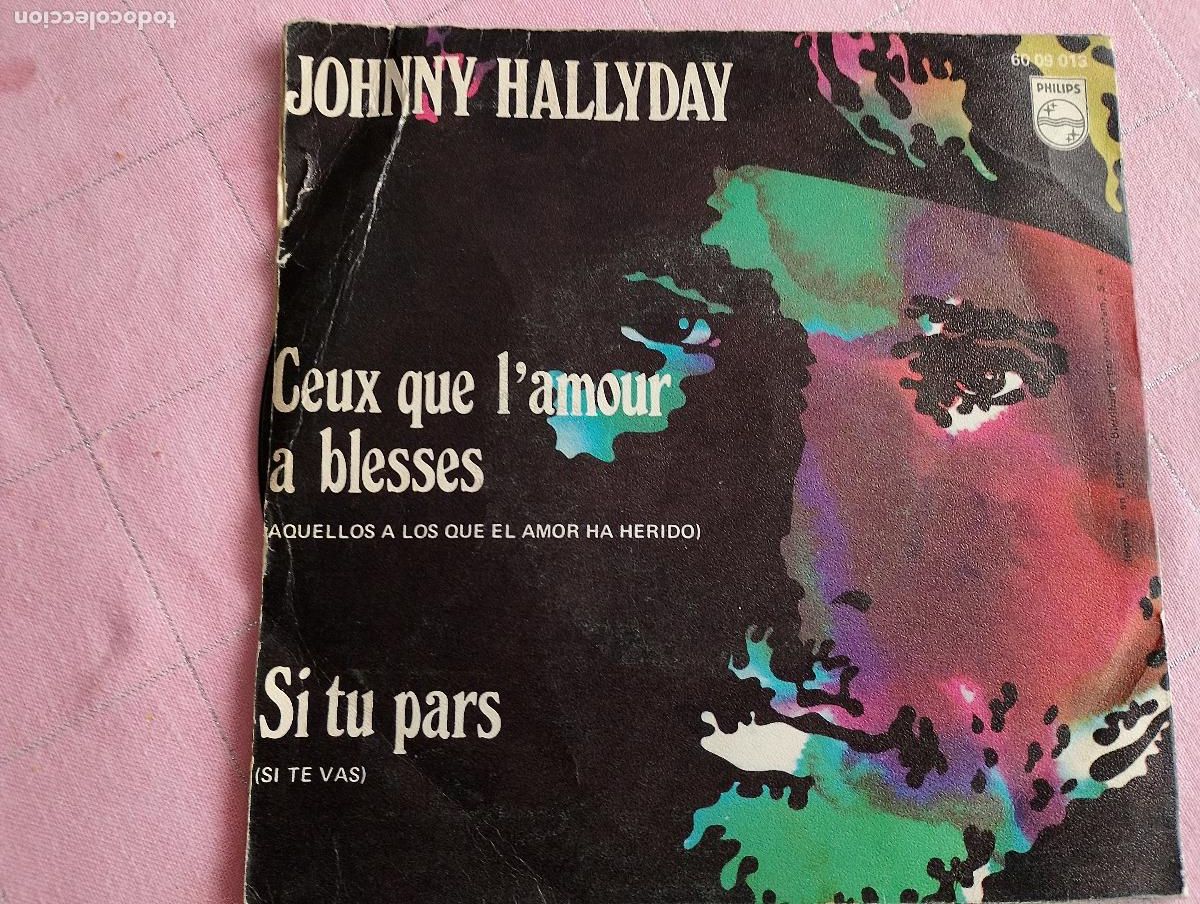 todocoleccion
60 09 013
PHILIPS
JOHNNY HALLYDAY
Ceux que l'amour
a blesses
(AQUELLOS A LOS QUE EL AMOR HA HERIDO)
Si tu pars
(SI TE VAS)